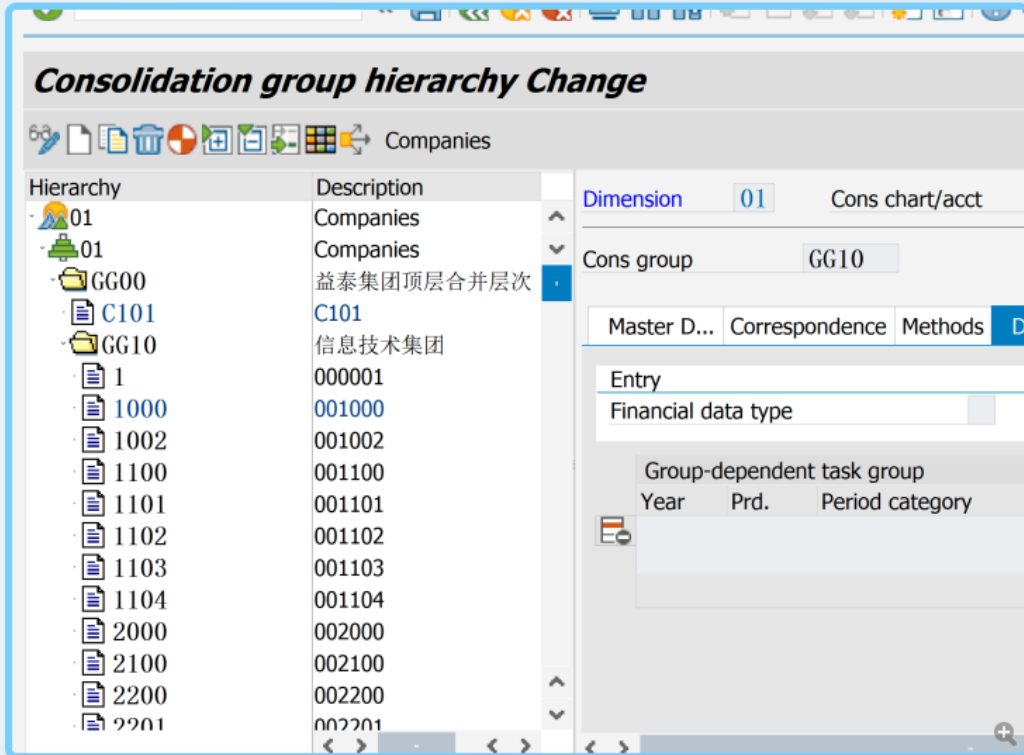 Consolidation group hierarchy Change
Companies
Hierarchy Description
01 Companies
01 Companies
GG00 益泰集团顶层合并层次
C101 C101
GG10 信息技术集团
1 000001
1000 001000
1002 001002
1100 001100
1101 001101
1102 001102
1103 001103
1104 001104
2000 002000
2100 002100
2200 002200
2201 002201
Dimension 01 Cons chart/acct
Cons group GG10
Master D... Correspondence Methods D
Entry
Financial data type
Group-dependent task group
Year Prd. Period category